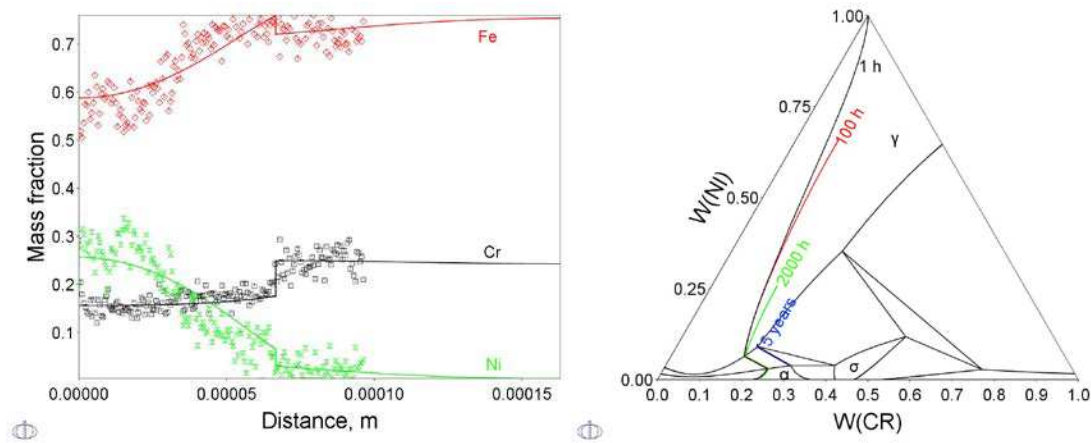 0.7
0.6
0.5
0.4
0.3
0.2
0.1
Mass fraction
Fe
Cr
Ni
0.00000
0.00005
0.00010
0.00015
Distance, m
1.00
0.75
0.50
0.25
0.00
W(NI)
1 h
100 h
γ
2000 h
5 years
α
σ
0.0 0.1 0.2 0.3 0.4 0.5 0.6 0.7 0.8 0.9 1.0
W(CR)